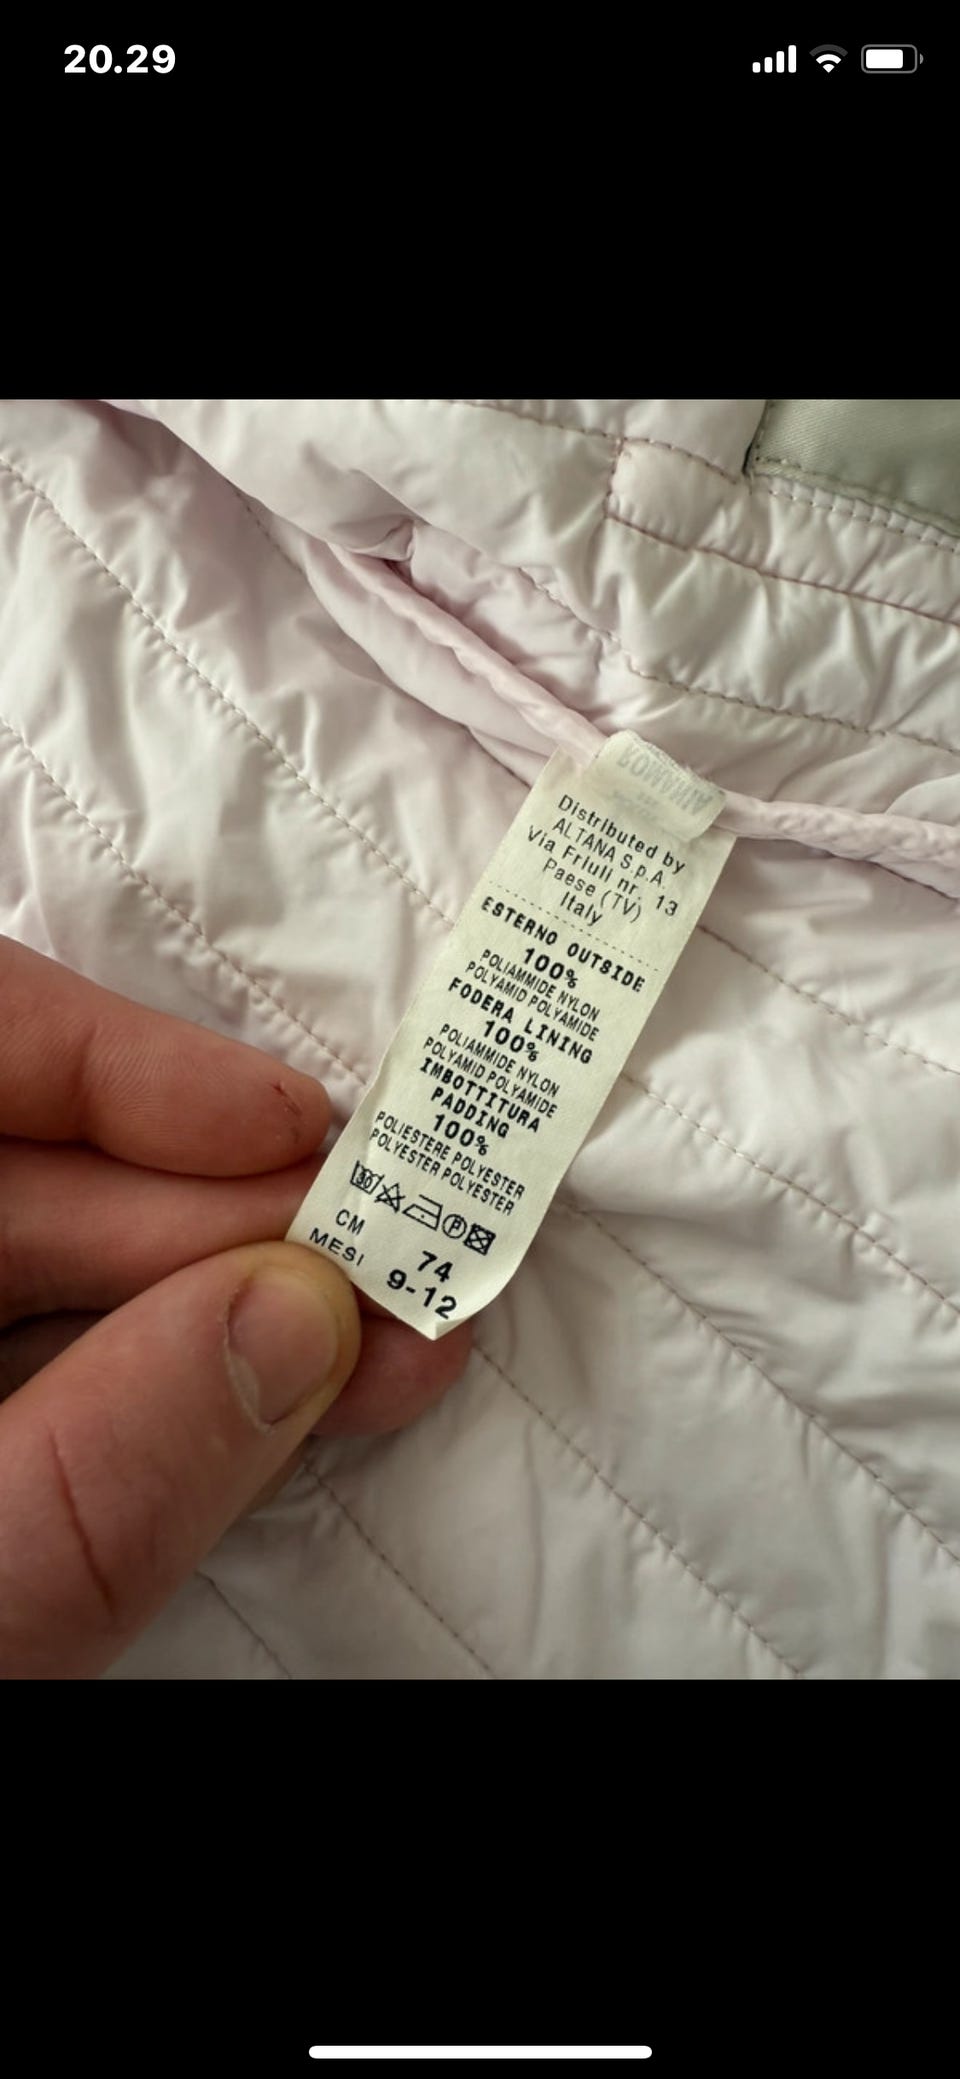 20.29
Distributed by
ALTANA S.p.A.
Via Friuli nr. 13
Paese (TV)
Italy
ESTERNO OUTSIDE
100%
POLIAMMIDE NYLON
POLYAMID POLYAMIDE
FODERA LINING
100%
POLIAMMIDE NYLON
POLYAMID POLYAMIDE
IMBOTTITURA
PADDING
100%
POLIESTERE POLYESTER
POLYESTER POLYESTER
30 P
CM 74
MESI 9-12